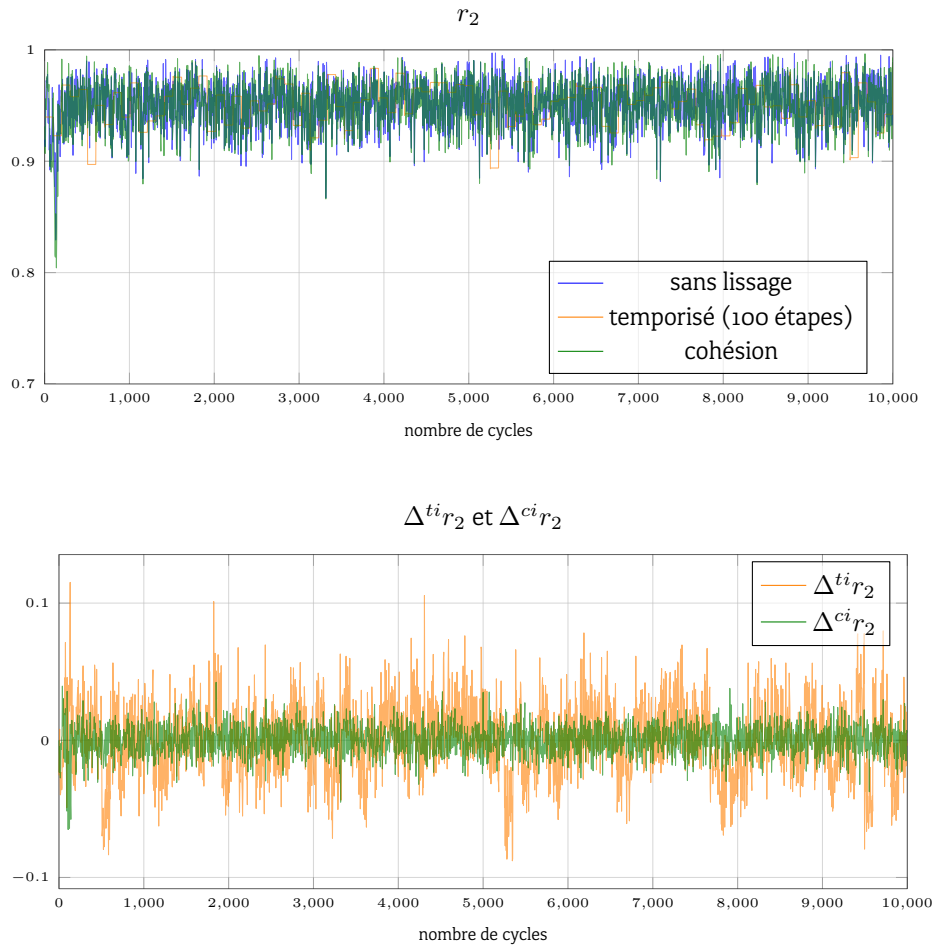 r₂
1
0.9
0.8
0.7
0 1,000 2,000 3,000 4,000 5,000 6,000 7,000 8,000 9,000 10,000
sans lissage
temporisé (100 étapes)
cohésion
nombre de cycles
Δᵗⁱr₂ et Δᶜⁱr₂
0.1
0
−0.1
Δᵗⁱr₂
Δᶜⁱr₂
0 1,000 2,000 3,000 4,000 5,000 6,000 7,000 8,000 9,000 10,000
nombre de cycles